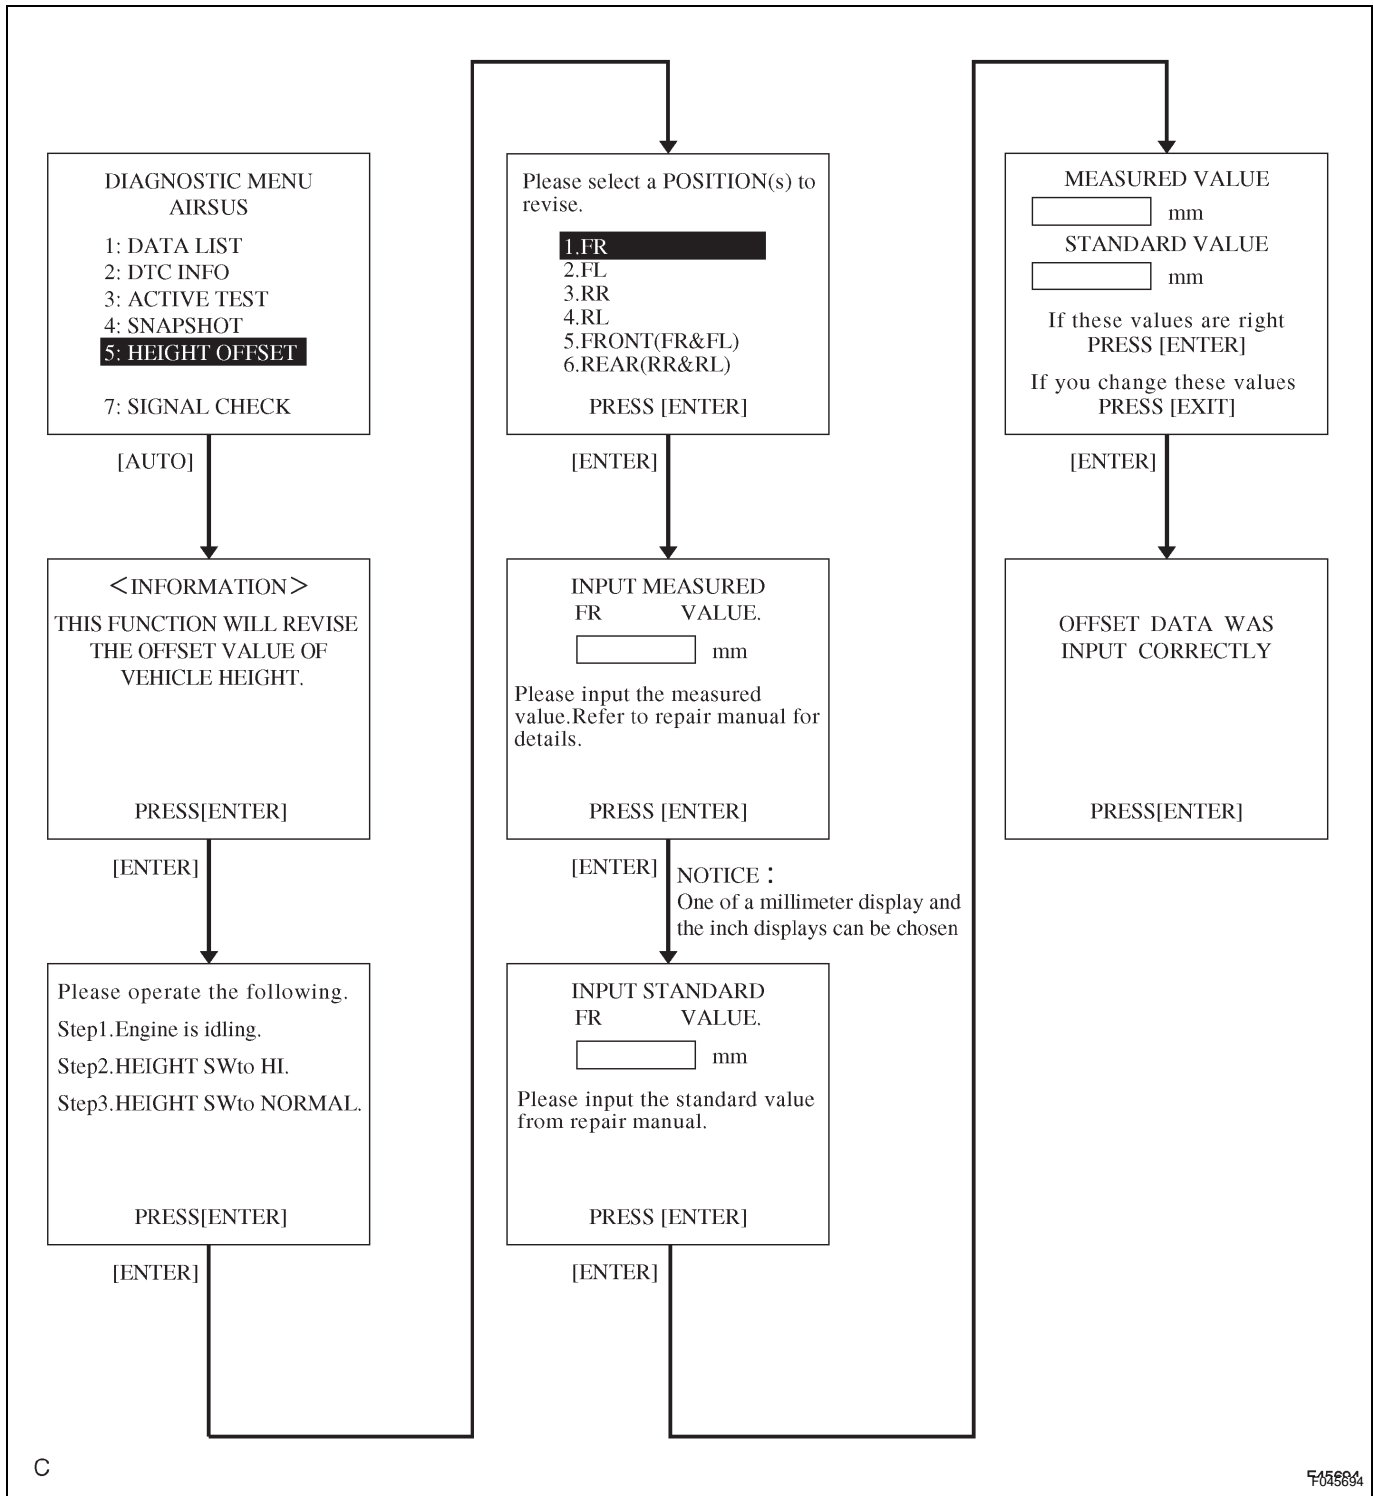 DIAGNOSTIC MENU
AIRSUS
1: DATA LIST
2: DTC INFO
3: ACTIVE TEST
4: SNAPSHOT
5: HEIGHT OFFSET
7: SIGNAL CHECK
[AUTO]
<INFORMATION>
THIS FUNCTION WILL REVISE
THE OFFSET VALUE OF
VEHICLE HEIGHT.
PRESS[ENTER]
[ENTER]
Please operate the following.
Step1.Engine is idling.
Step2.HEIGHT SWto HI.
Step3.HEIGHT SWto NORMAL.
PRESS[ENTER]
[ENTER]
Please select a POSITION(s) to
revise.
1.FR
2.FL
3.RR
4.RL
5.FRONT(FR&FL)
6.REAR(RR&RL)
PRESS [ENTER]
[ENTER]
INPUT MEASURED
FR VALUE.
mm
Please input the measured
value.Refer to repair manual for
details.
PRESS [ENTER]
[ENTER]
NOTICE:
One of a millimeter display and
the inch displays can be chosen
INPUT STANDARD
FR VALUE.
mm
Please input the standard value
from repair manual.
PRESS [ENTER]
[ENTER]
MEASURED VALUE
mm
STANDARD VALUE
mm
If these values are right
PRESS [ENTER]
If you change these values
PRESS [EXIT]
[ENTER]
OFFSET DATA WAS
INPUT CORRECTLY
PRESS[ENTER]
C
F045694